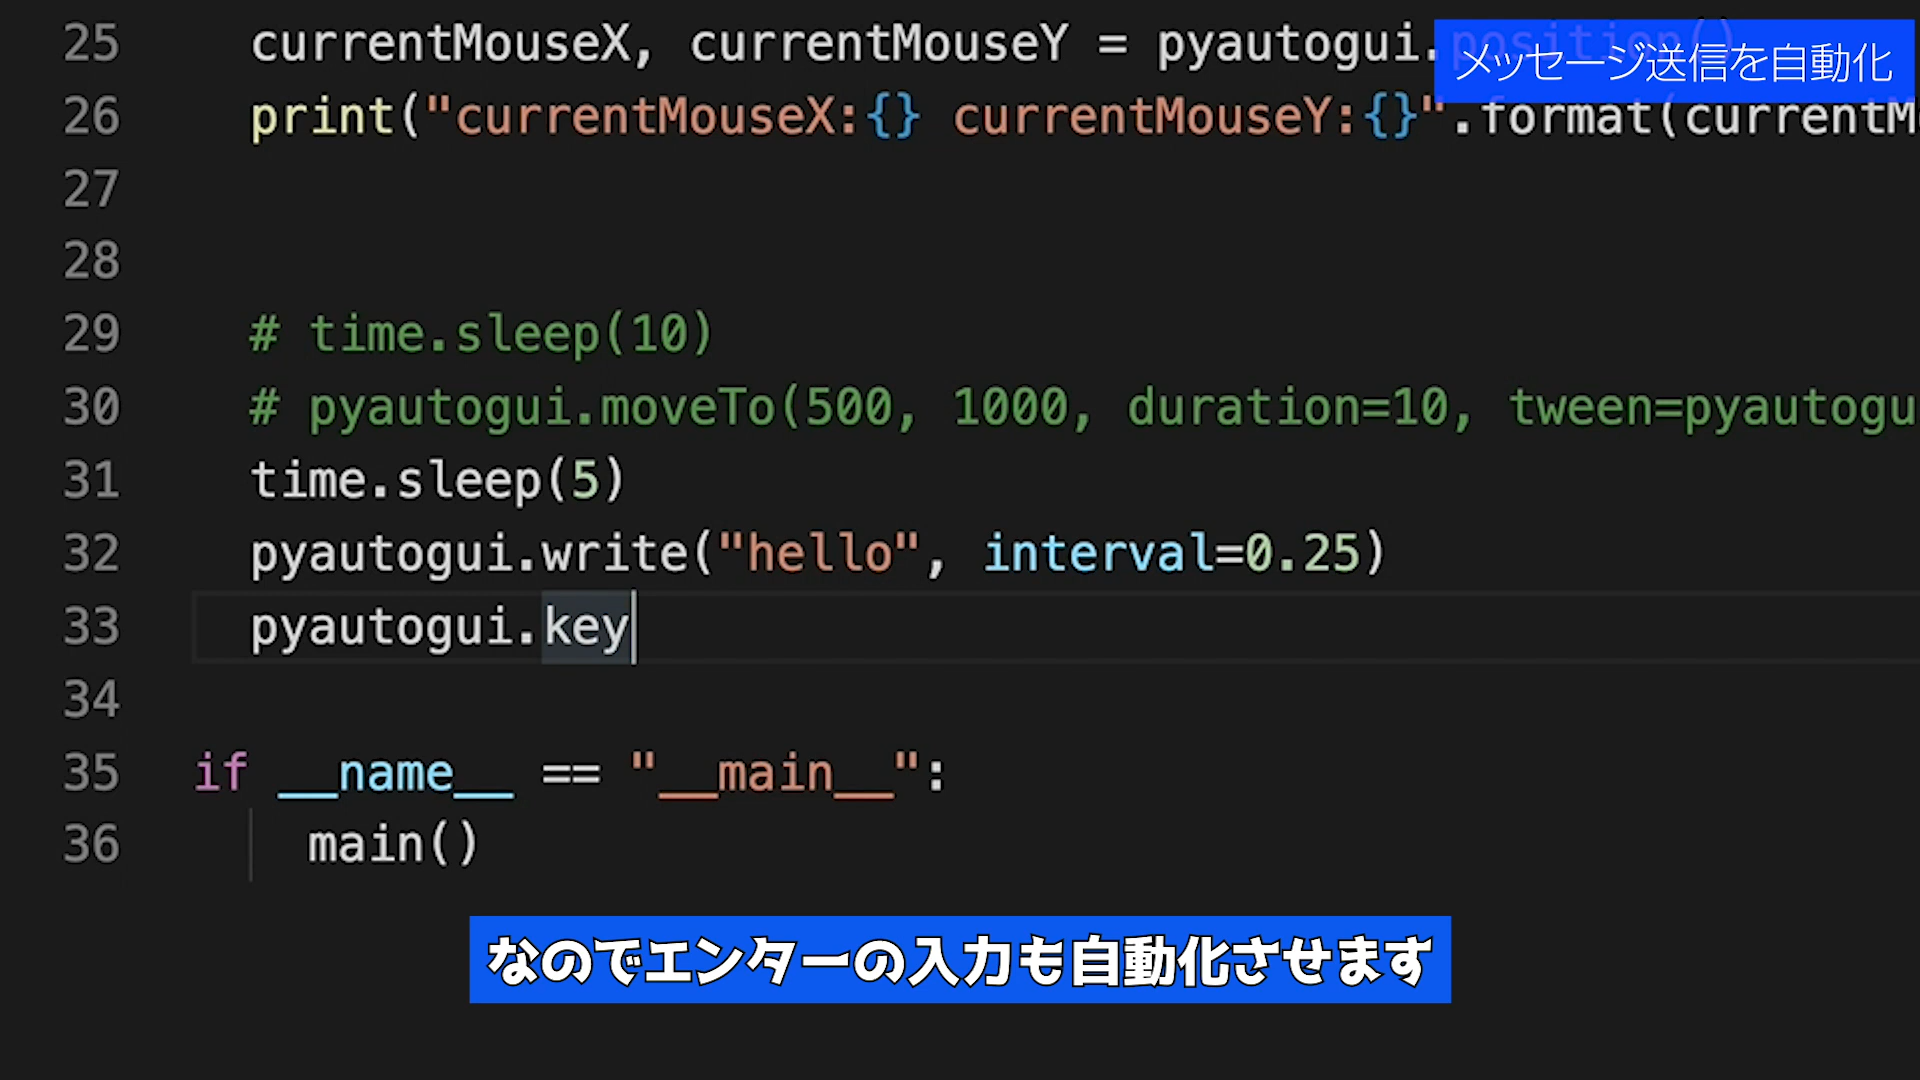 25 currentMouseX, currentMouseY = pyautogui.position()
メッセージ送信を自動化
26 print("currentMouseX:{} currentMouseY:{}".format(currentM
27
28
29 # time.sleep(10)
30 # pyautogui.moveTo(500, 1000, duration=10, tween=pyautogu
31 time.sleep(5)
32 pyautogui.write("hello", interval=0.25)
33 pyautogui.key
34
35 if __name__ == "__main__":
36 main()
なのでエンターの入力も自動化させます